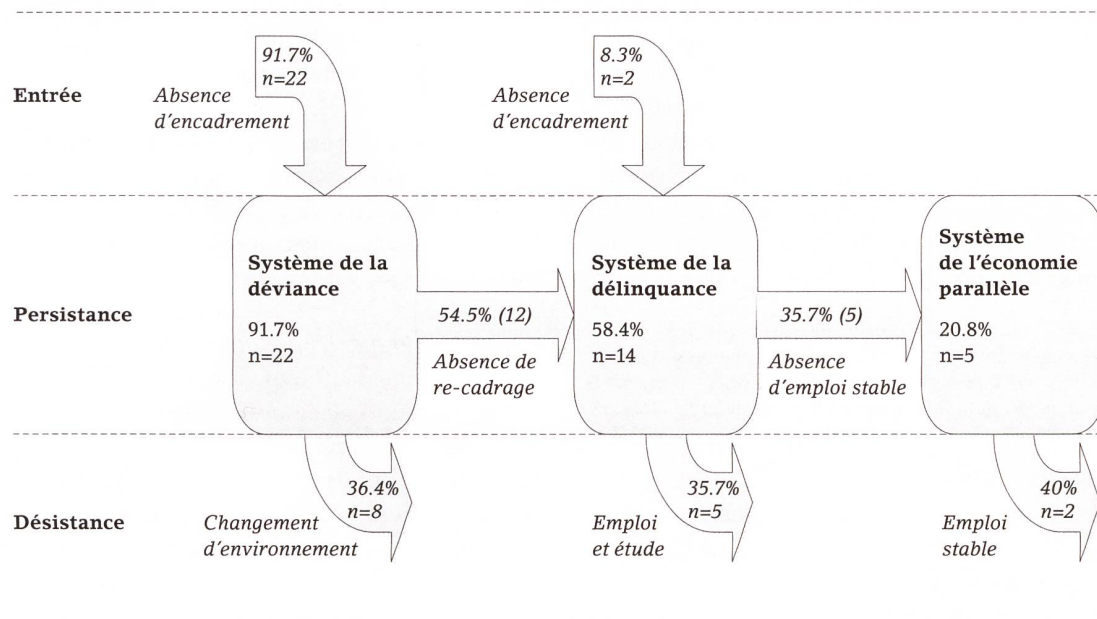 91.7%
n=22
8.3%
n=2
Entrée
Absence
d'encadrement
Absence
d'encadrement
Système de la
déviance
91.7%
n=22
Système de la
délinquance
58.4%
n=14
Système
de l'économie
parallèle
20.8%
n=5
Persistance
54.5% (12)
Absence de
re-cadrage
35.7% (5)
Absence
d'emploi stable
36.4%
n=8
35.7%
n=5
40%
n=2
Désistance
Changement
d'environnement
Emploi
et étude
Emploi
stable